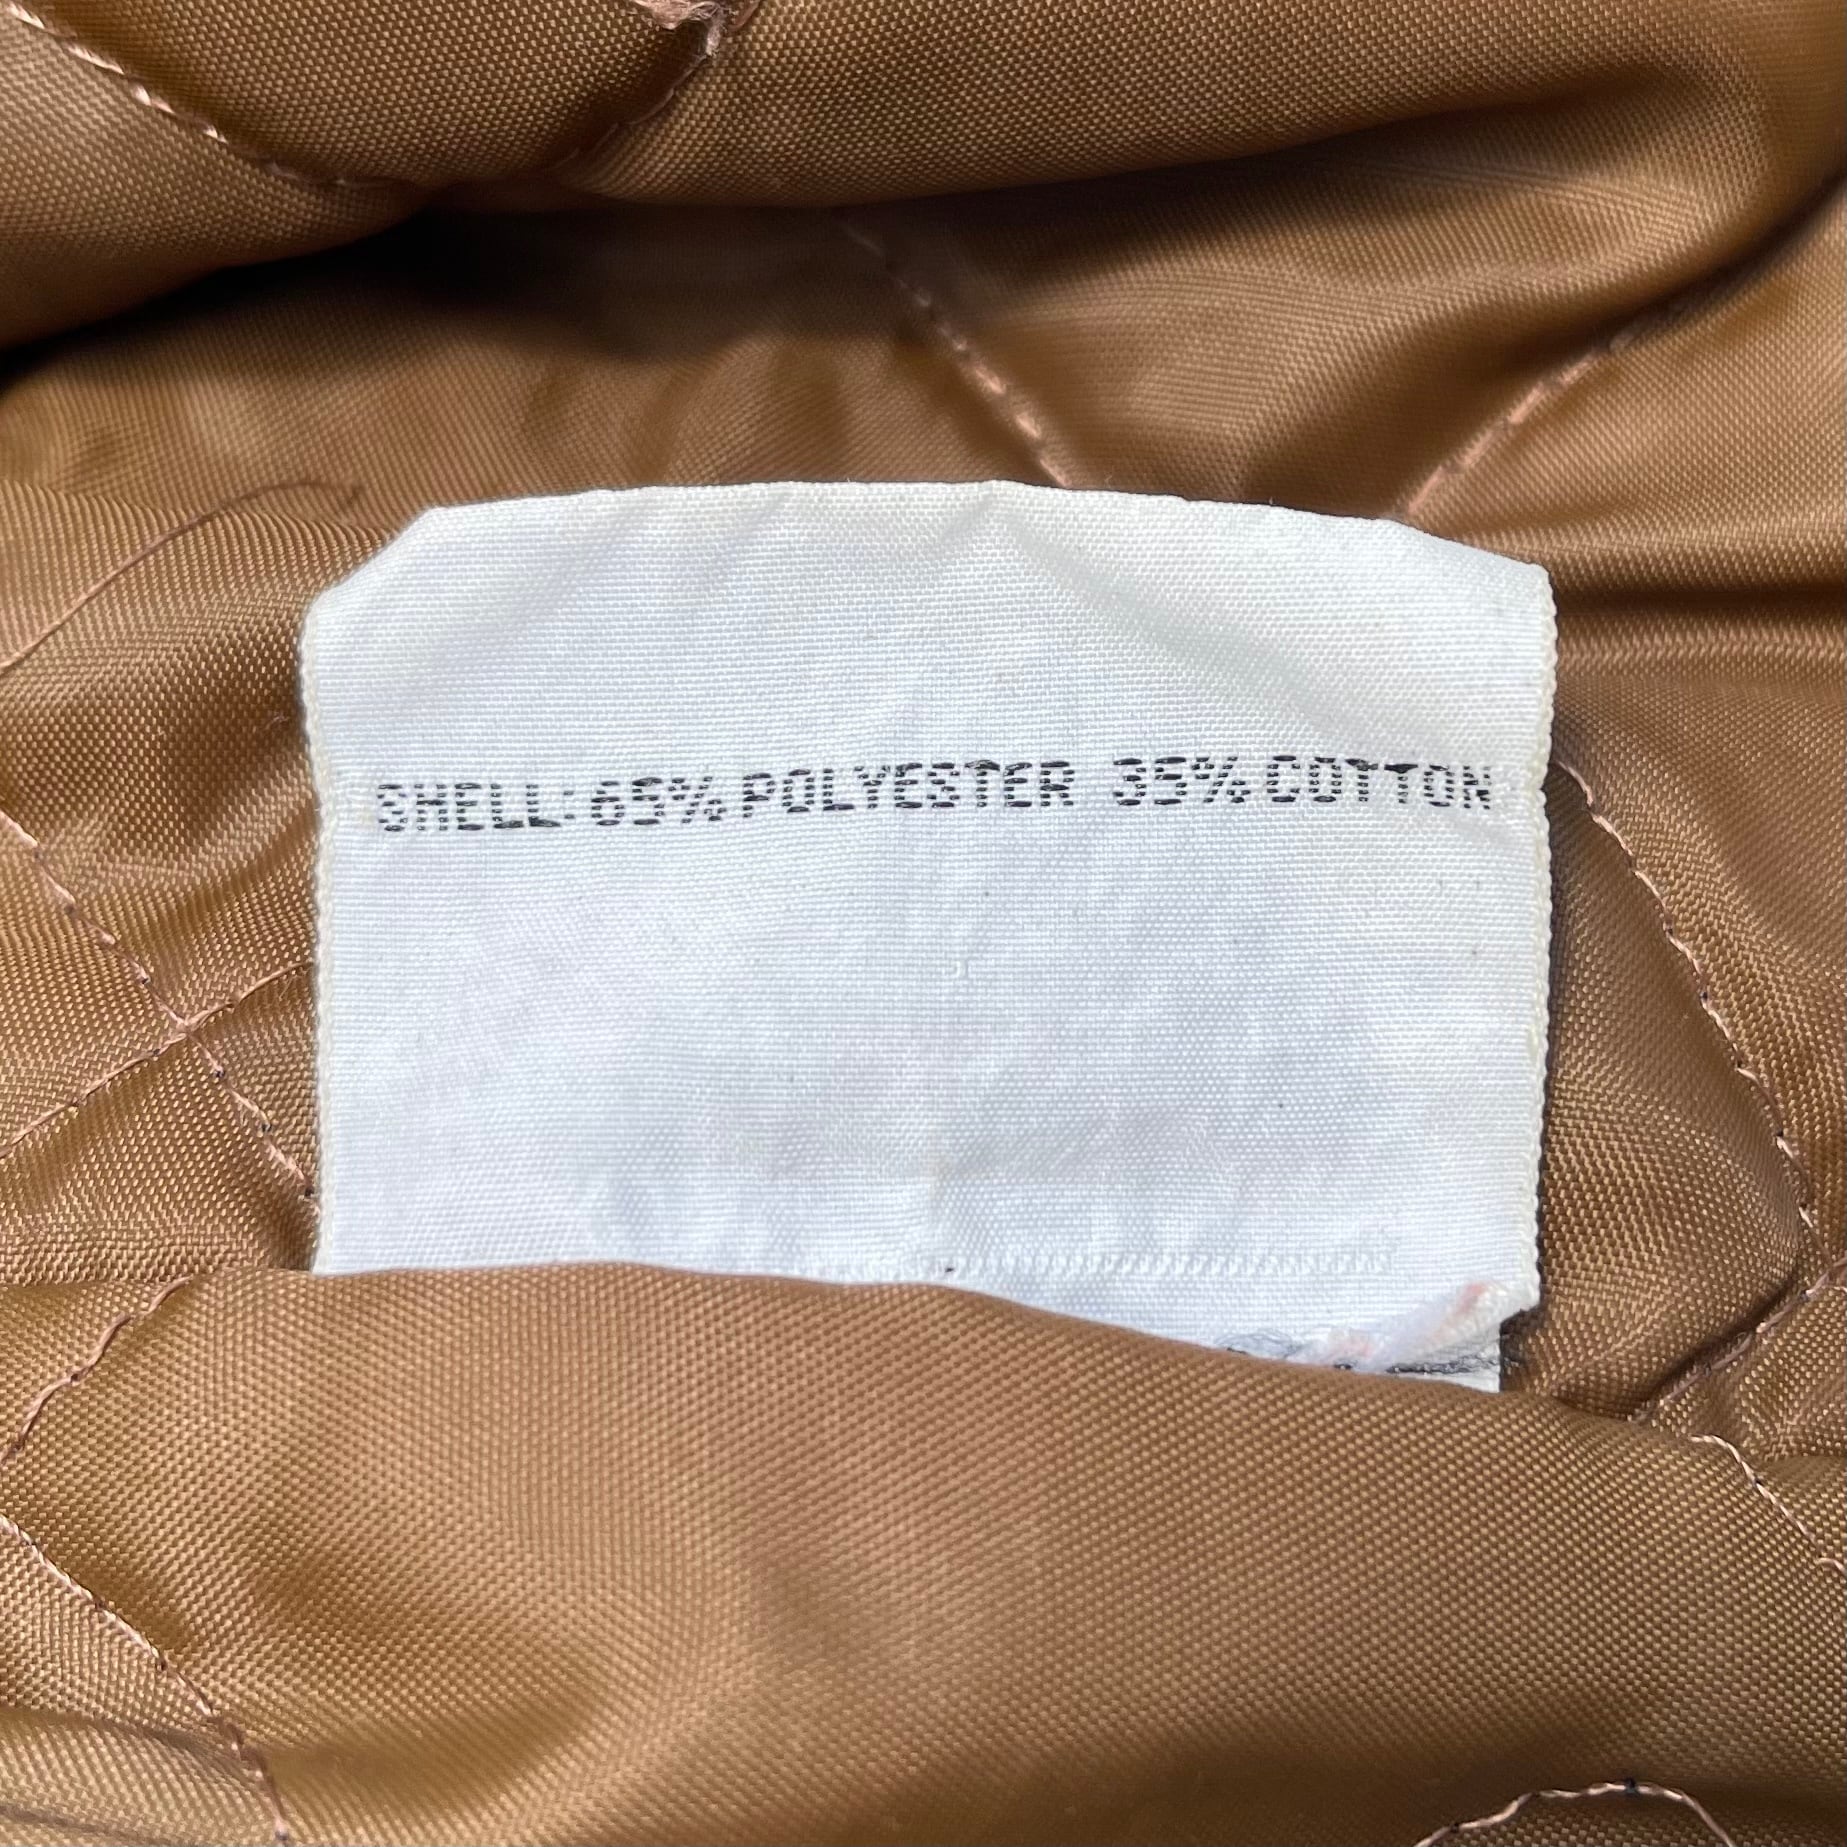 SHELL: 65% POLYESTER 35% COTTON